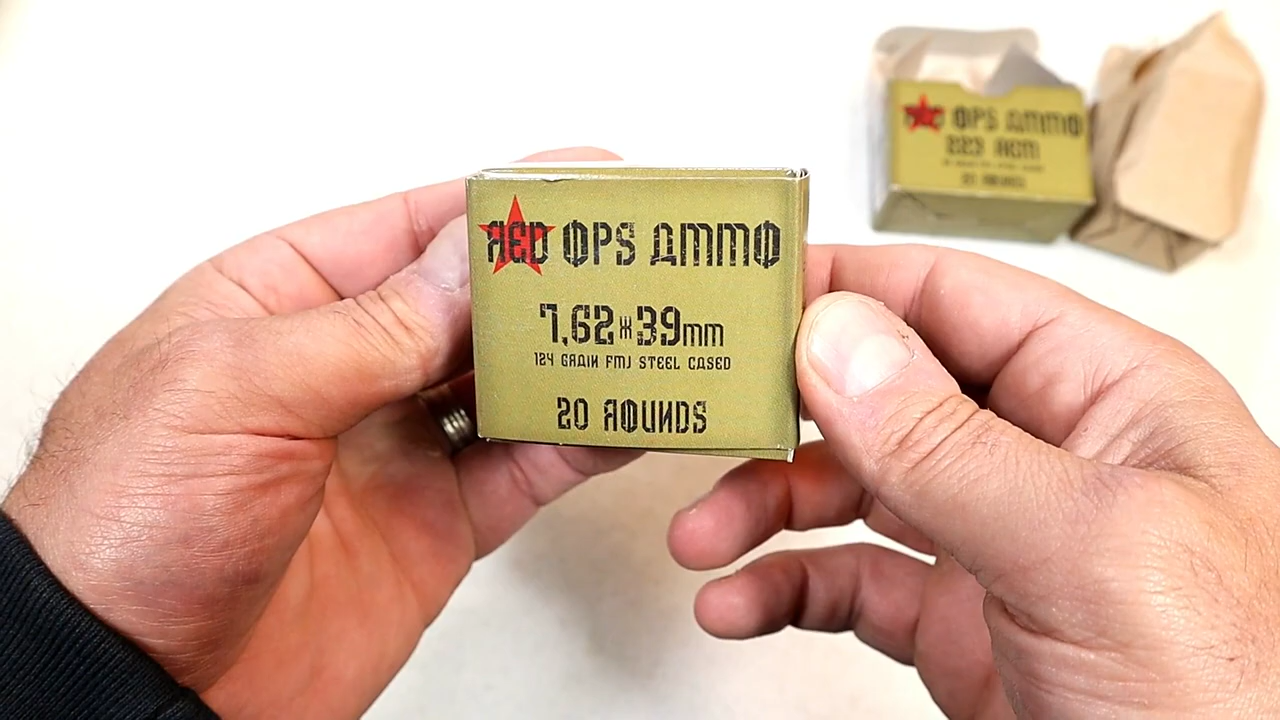 RED OPS AMMO
7.62x39mm
124 GRAIN FMJ STEEL CASED
20 ROUNDS
RED OPS AMMO
223 REM
20 ROUNDS